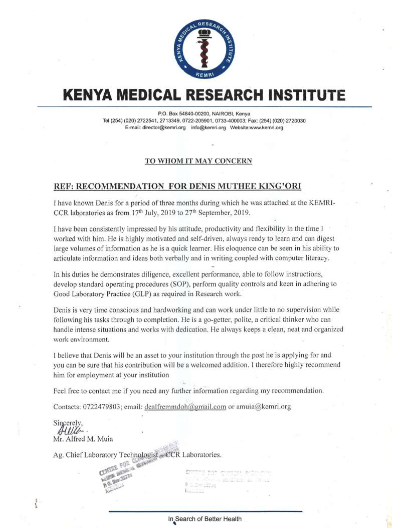 KENYA MEDICAL RESEARCH INSTITUTE
KEMRI
KENYA MEDICAL RESEARCH INSTITUTE
P.O. Box 54840-00200, NAIROBI, Kenya
Tel (254) (020) 2722541, 2713349, 0722-205901, 0733-400003; Fax: (254) (020) 2720030
E-mail: director@kemri.org info@kemri.org Website:www.kemri.org
TO WHOM IT MAY CONCERN
REF: RECOMMENDATION FOR DENIS MUTHEE KING'ORI
I have known Denis for a period of three months during which he was attached at the KEMRI-
CCR laboratories as from 17th July, 2019 to 27th September, 2019.
I have been consistently impressed by his attitude, productivity and flexibility in the time I
worked with him. He is highly motivated and self-driven, always ready to learn and can digest
large volumes of information as he is a quick learner. His eloquence can be seen in his ability to
articulate information and ideas both verbally and in writing coupled with computer literacy.
In his duties he demonstrates diligence, excellent performance, able to follow instructions,
develop standard operating procedures (SOP), perform quality controls and keen in adhering to
Good Laboratory Practice (GLP) as required in Research work.
Denis is very time conscious and hardworking and can work under little to no supervision while
following his tasks through to completion. He is a go-getter, polite, a critical thinker who can
handle intense situations and works with dedication. He always keeps a clean, neat and organized
work environment.
I believe that Denis will be an asset to your institution through the post he is applying for and
you can be sure that his contribution will be a welcomed addition. I therefore highly recommend
him for employment at your institution
Feel free to contact me if you need any further information regarding my recommendation.
Contacts: 0722479803; email: dealfremmdoh@gmail.com or amuia@kemri.org
Sincerely,
Mr. Alfred M. Muia
Ag. Chief Laboratory Technologist – CCR Laboratories.
CENTRE FOR
In Search of Better Health